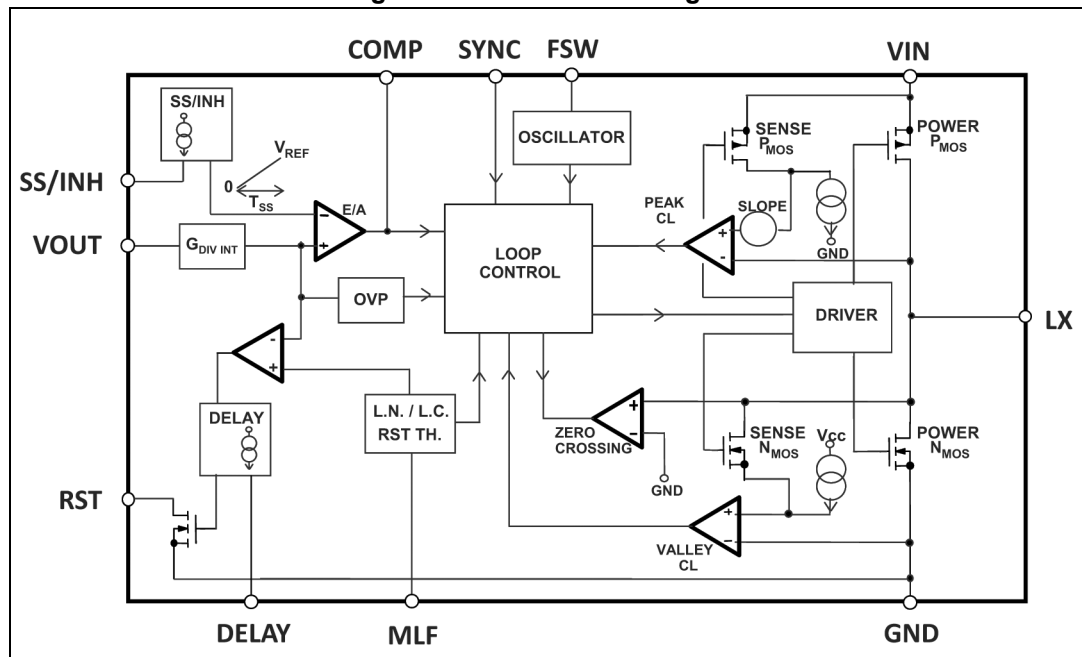 COMP
SYNC
FSW
VIN
SS/INH
OSCILLATOR
SENSE
PMOS
POWER
PMOS
VREF
SS/INH
0
TSS
E/A
PEAK
CL
SLOPE
+
-
GND
VOUT
GDIV INT
-
+
LOOP
CONTROL
OVP
DRIVER
LX
-
+
DELAY
L.N. / L.C.
RST TH.
ZERO
CROSSING
+
-
GND
SENSE
NMOS
Vcc
POWER
NMOS
RST
VALLEY
CL
+
-
DELAY
MLF
GND